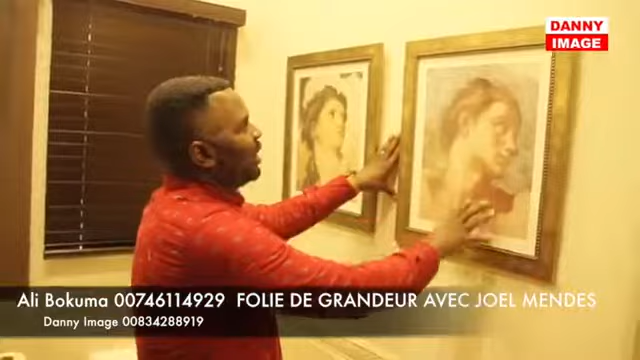 DANNY
IMAGE
Ali Bokuma 00746114929 FOLIE DE GRANDEUR AVEC JOEL MENDES
Danny Image 00834288919